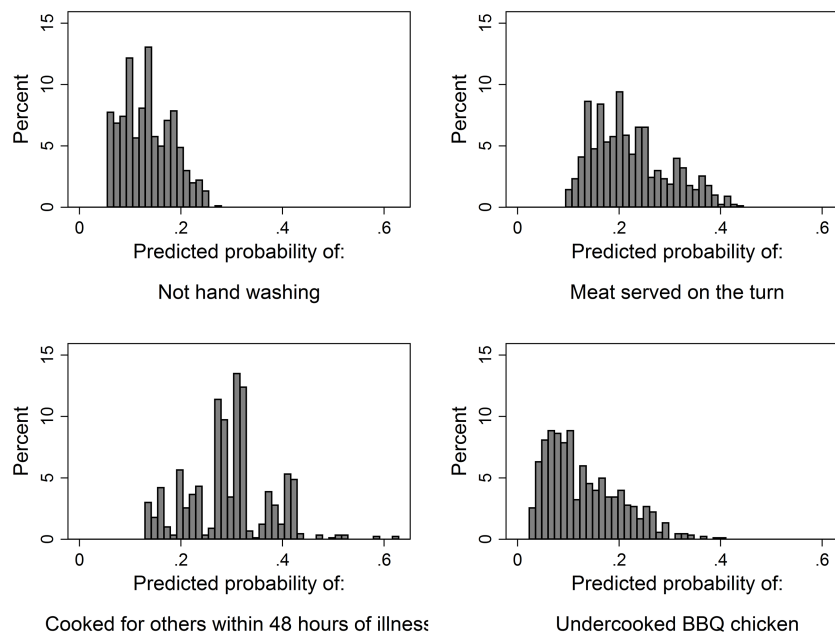 15
10
5
0
Percent
0 .2 .4 .6
Predicted probability of:
Not hand washing
15
10
5
0
Percent
0 .2 .4 .6
Predicted probability of:
Meat served on the turn
15
10
5
0
Percent
0 .2 .4 .6
Predicted probability of:
Cooked for others within 48 hours of illness
15
10
5
0
Percent
0 .2 .4 .6
Predicted probability of:
Undercooked BBQ chicken